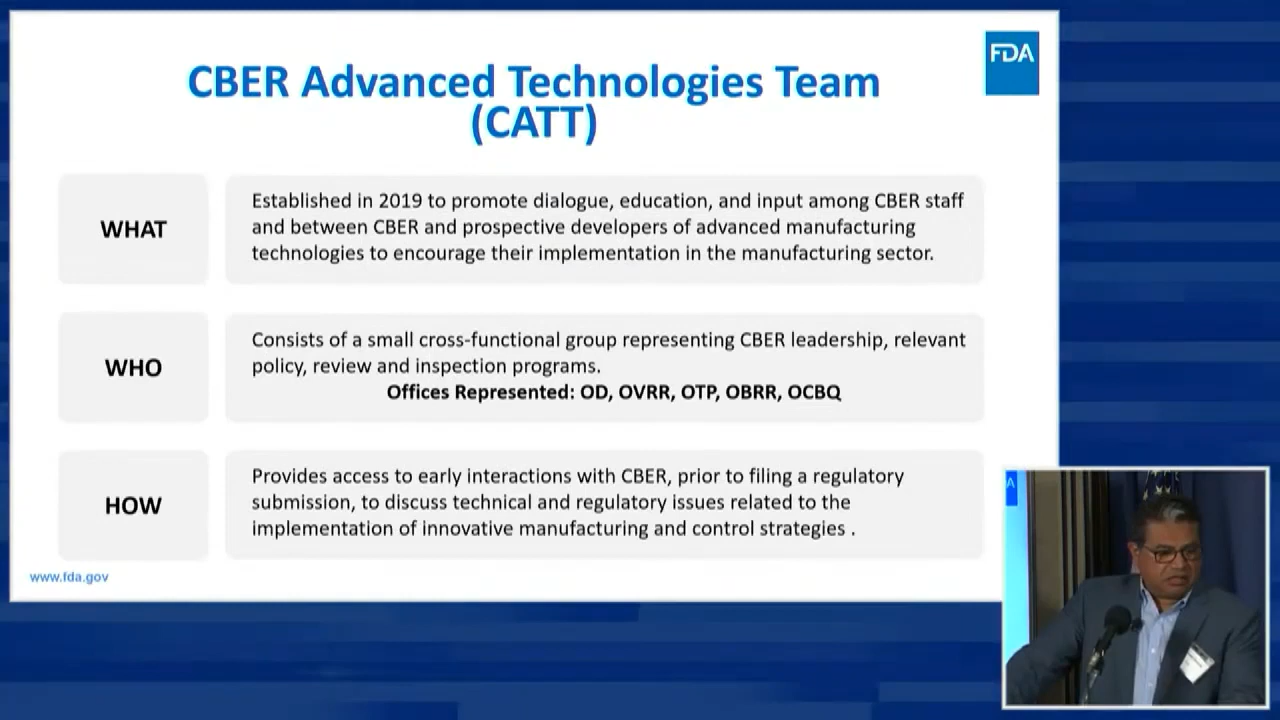 FDA
CBER Advanced Technologies Team
(CATT)
WHAT
Established in 2019 to promote dialogue, education, and input among CBER staff
and between CBER and prospective developers of advanced manufacturing
technologies to encourage their implementation in the manufacturing sector.
WHO
Consists of a small cross-functional group representing CBER leadership, relevant
policy, review and inspection programs.
Offices Represented: OD, OVRR, OTP, OBRR, OCBQ
HOW
Provides access to early interactions with CBER, prior to filing a regulatory
submission, to discuss technical and regulatory issues related to the
implementation of innovative manufacturing and control strategies .
www.fda.gov
A